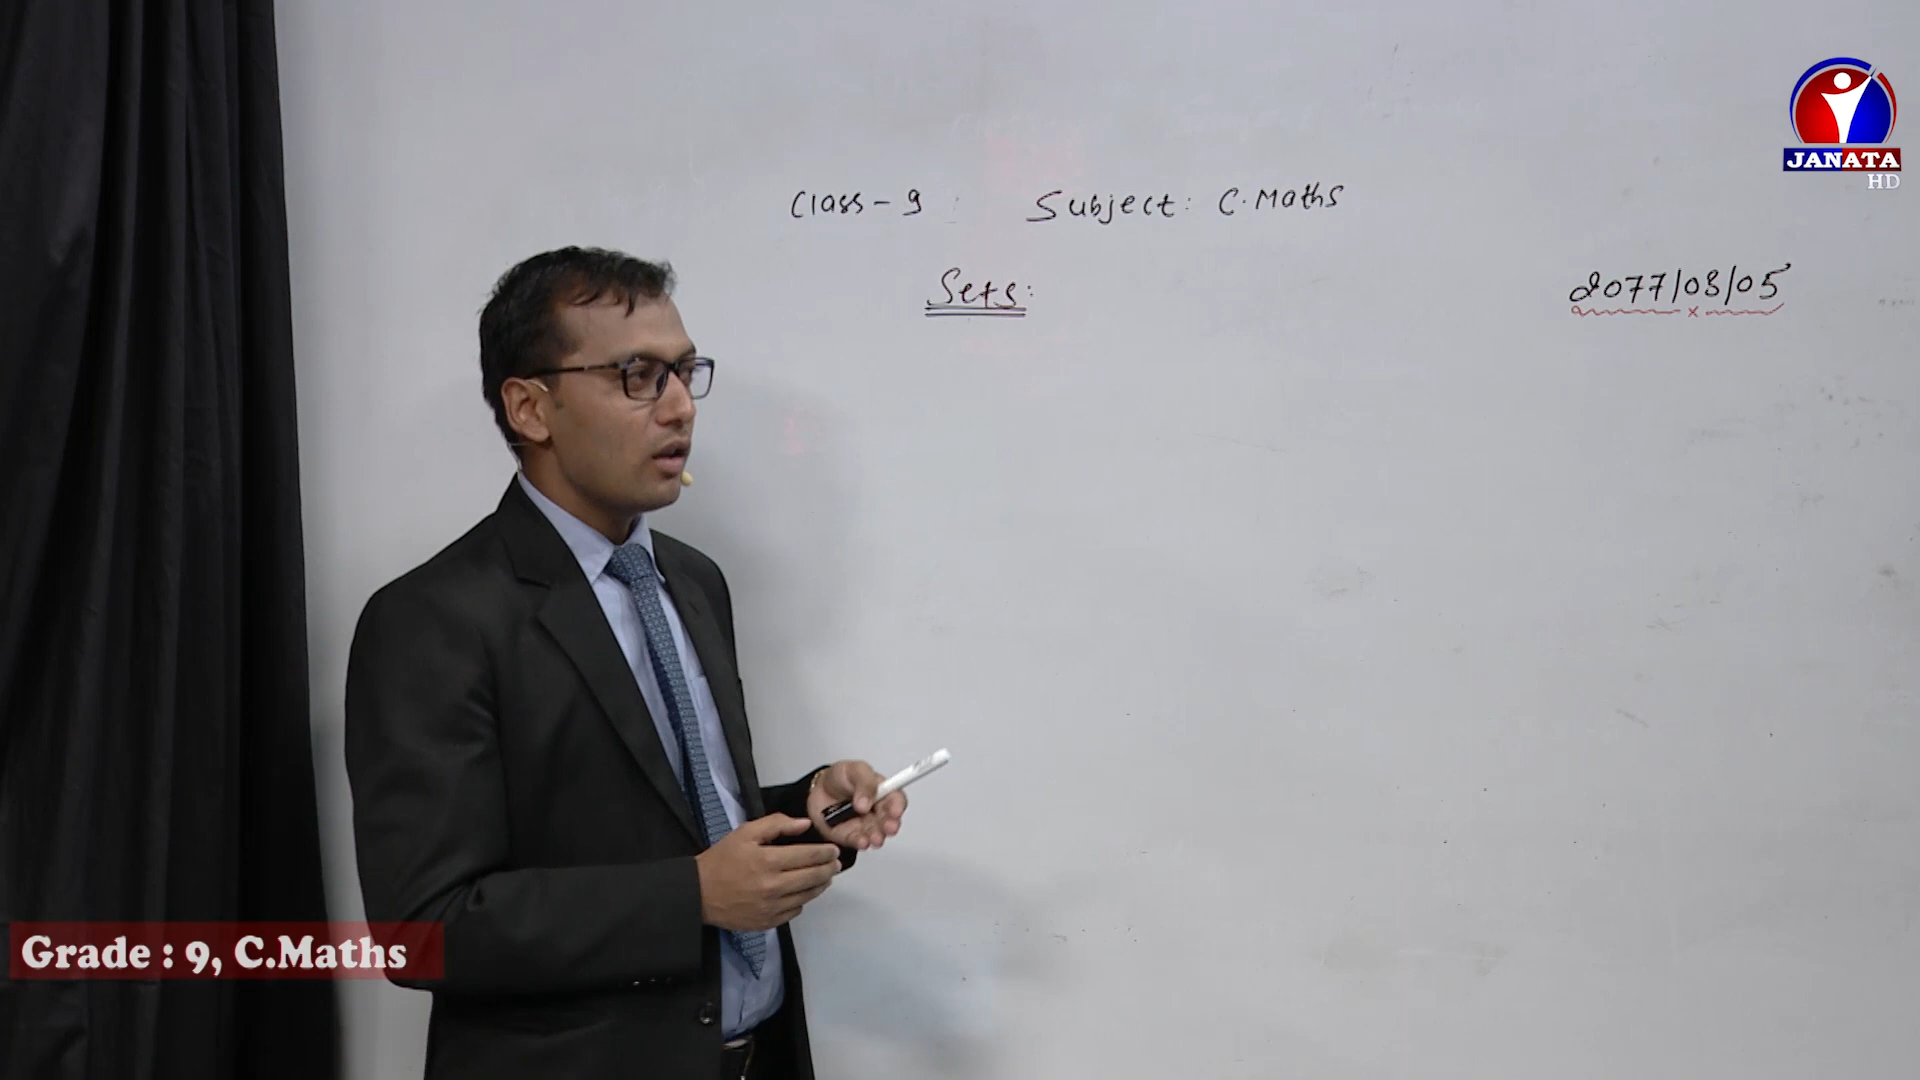 JANATA
HD
Class - 9 Subject: C. Maths
Sets:
2077/08/05
Grade : 9, C.Maths